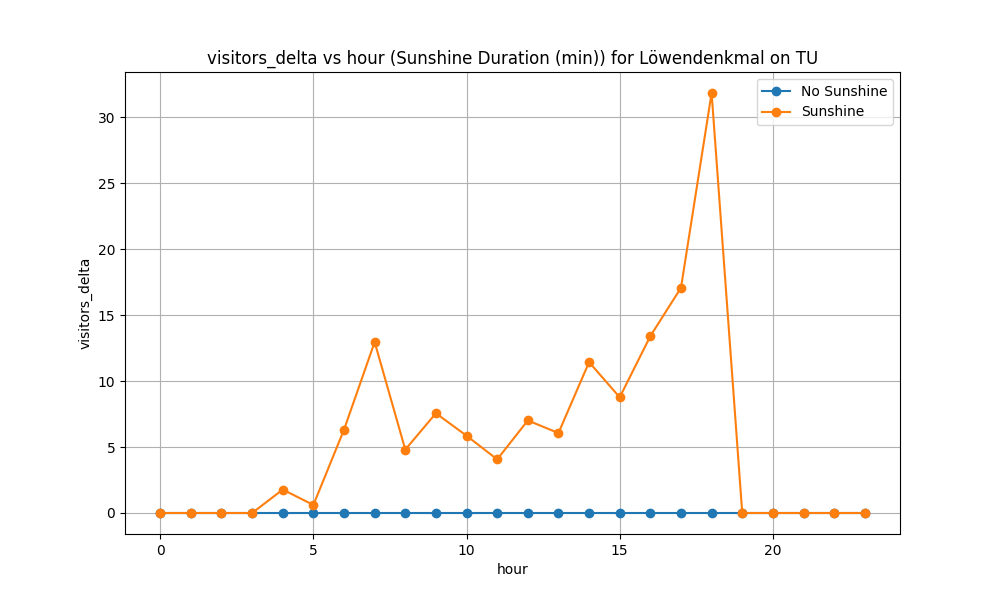 visitors_delta vs hour (Sunshine Duration (min)) for Löwendenkmal on TU
No Sunshine
Sunshine
30
25
20
15
10
5
0
visitors_delta
0 5 10 15 20
hour